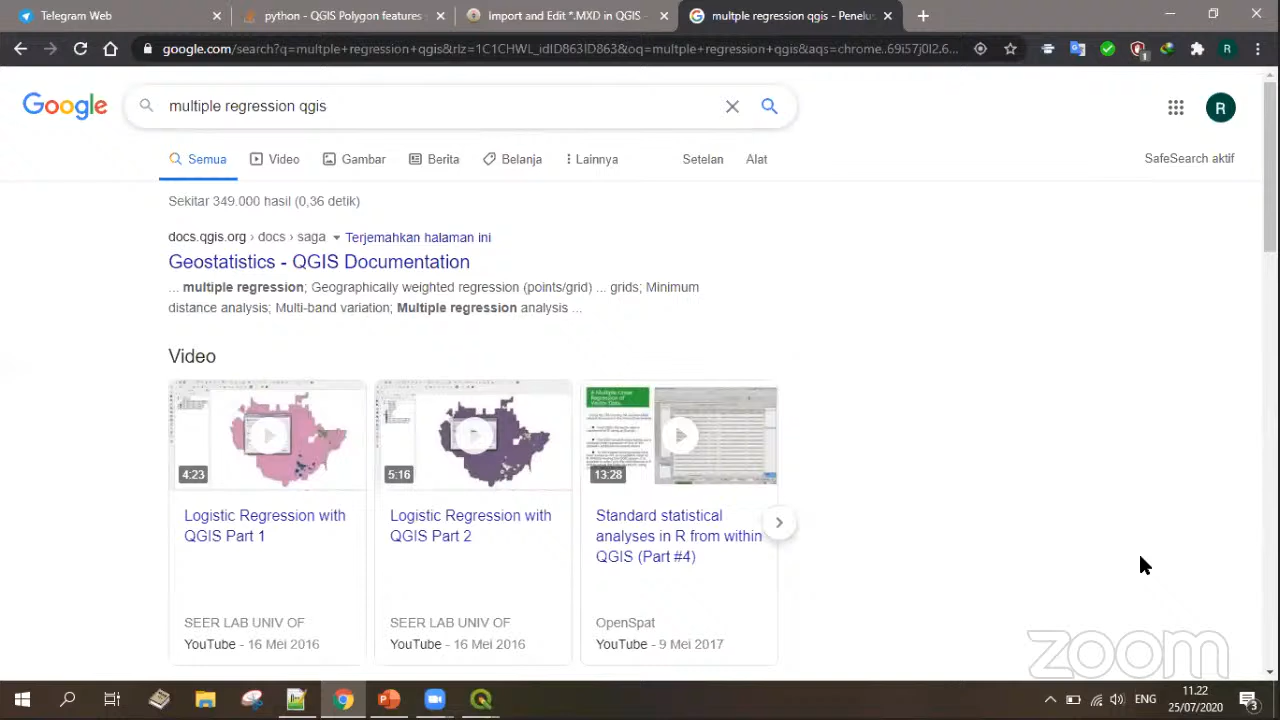 Telegram Web
python - QGIS Polygon features
Import and Edit *.MXD in QGIS -
multple regression qgis - Penelus
google.com/search?q=multple+regression+qgis&rlz=1C1CHWL_idID863ID863&oq=multple+regression+qgis&aqs=chrome..69i57j0l2.6...
R
Google
multiple regression qgis
R
Semua
Video
Gambar
Berita
Belanja
Lainnya
Setelan
Alat
SafeSearch aktif
Sekitar 349.000 hasil (0,36 detik)
docs.qgis.org › docs › saga Terjemahkan halaman ini
Geostatistics - QGIS Documentation
... multiple regression; Geographically weighted regression (points/grid) ... grids; Minimum
distance analysis; Multi-band variation; Multiple regression analysis ...
Video
4:23
Logistic Regression with
QGIS Part 1
SEER LAB UNIV OF
YouTube - 16 Mei 2016
5:16
Logistic Regression with
QGIS Part 2
SEER LAB UNIV OF
YouTube - 16 Mei 2016
13:28
Standard statistical
analyses in R from within
QGIS (Part #4)
OpenSpat
YouTube - 9 Mei 2017
zoom
ENG
11.22
25/07/2020
3